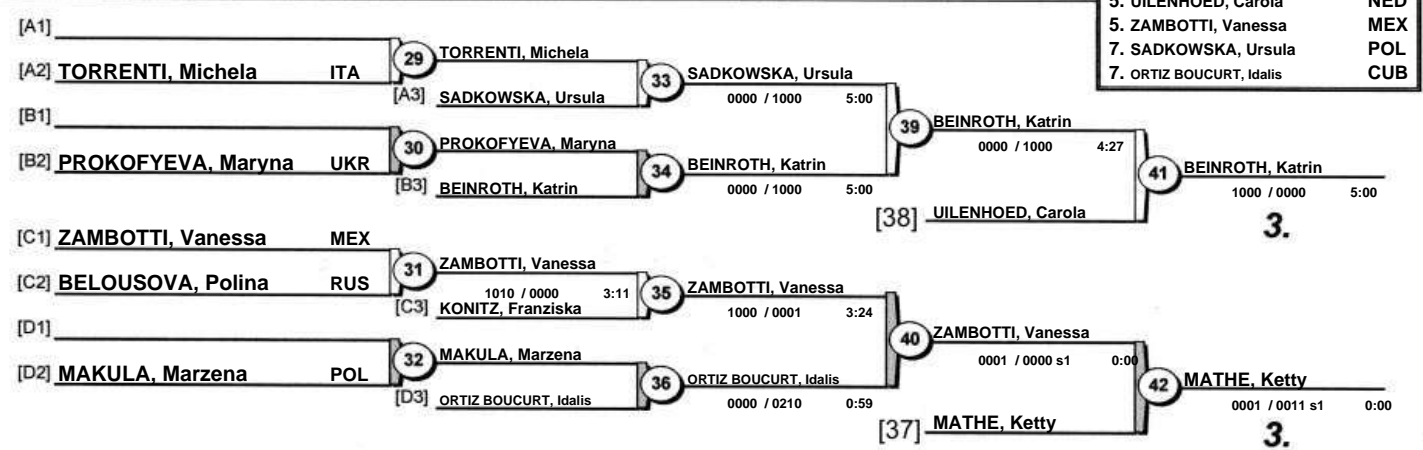 5. UILENHOED, Carola NED
5. ZAMBOTTI, Vanessa MEX
7. SADKOWSKA, Ursula POL
7. ORTIZ BOUCURT, Idalis CUB
[A1]
[A2] TORRENTI, Michela ITA
29
TORRENTI, Michela
[A3] SADKOWSKA, Ursula
33
SADKOWSKA, Ursula
0000 / 1000 5:00
[B1]
[B2] PROKOFYEVA, Maryna UKR
30
PROKOFYEVA, Maryna
[B3] BEINROTH, Katrin
34
BEINROTH, Katrin
0000 / 1000 5:00
39
BEINROTH, Katrin
0000 / 1000 4:27
[38] UILENHOED, Carola
41
BEINROTH, Katrin
1000 / 0000 5:00
3.
[C1] ZAMBOTTI, Vanessa MEX
[C2] BELOUSOVA, Polina RUS
31
ZAMBOTTI, Vanessa
1010 / 0000 3:11
[C3] KONITZ, Franziska
35
ZAMBOTTI, Vanessa
1000 / 0001 3:24
[D1]
[D2] MAKULA, Marzena POL
32
MAKULA, Marzena
[D3] ORTIZ BOUCURT, Idalis
36
ORTIZ BOUCURT, Idalis
0000 / 0210 0:59
40
ZAMBOTTI, Vanessa
0001 / 0000 s1 0:00
[37] MATHE, Ketty
42
MATHE, Ketty
0001 / 0011 s1 0:00
3.